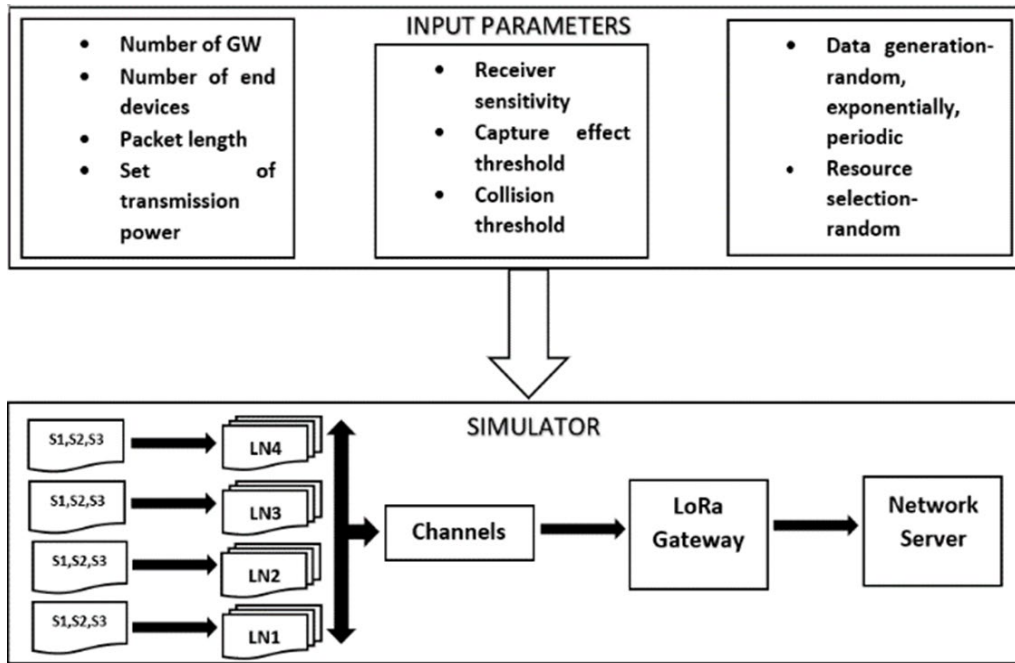 INPUT PARAMETERS
• Number of GW
• Number of end
devices
• Packet length
• Set of
transmission
power
• Receiver
sensitivity
• Capture effect
threshold
• Collision
threshold
• Data generation-
random,
exponentially,
periodic
• Resource
selection-
random
SIMULATOR
S1,S2,S3
LN4
S1,S2,S3
LN3
S1,S2,S3
LN2
S1,S2,S3
LN1
Channels
LoRa
Gateway
Network
Server